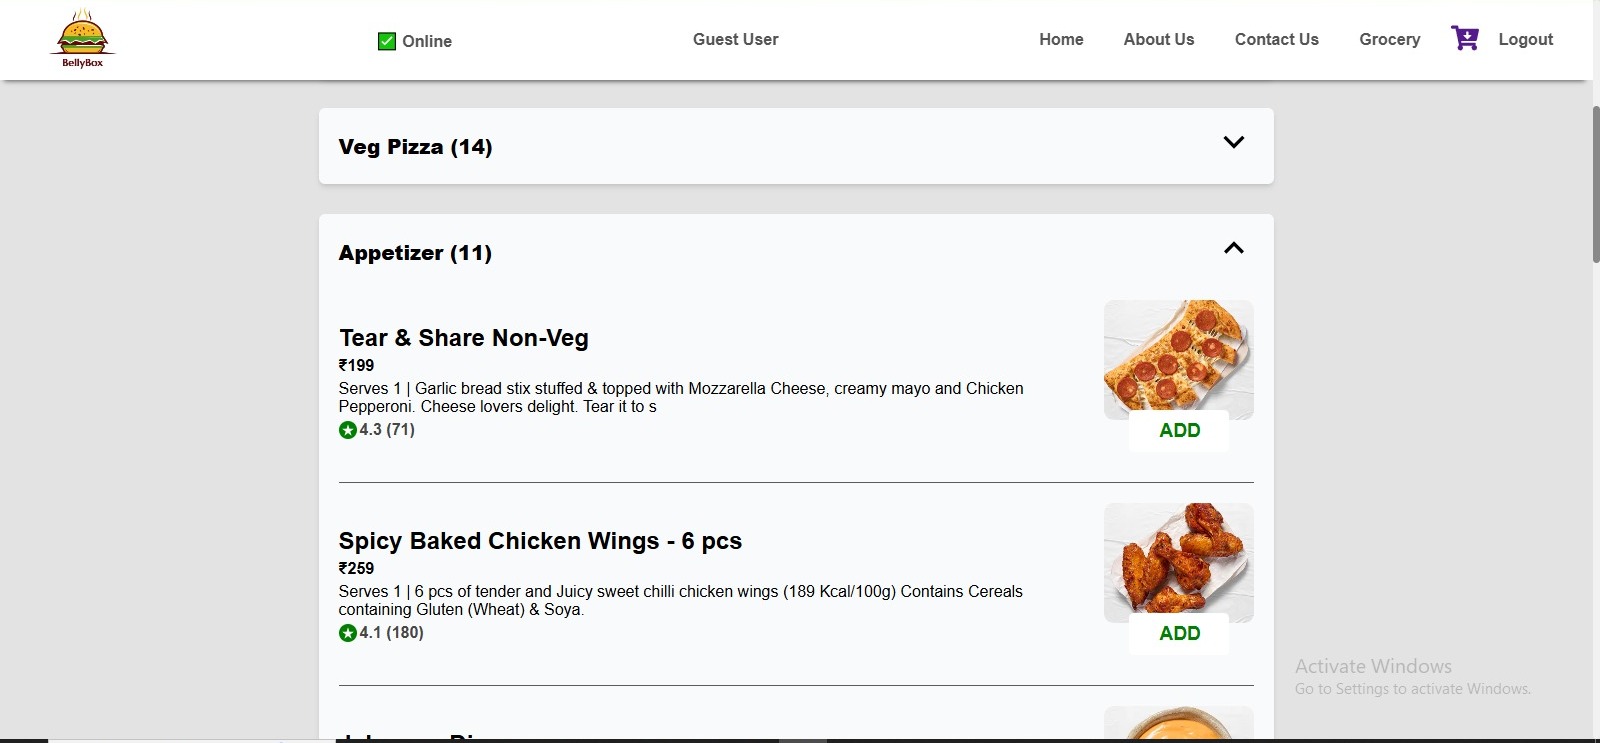 BellyBox
Online
Guest User
Home
About Us
Contact Us
Grocery
Logout
Veg Pizza (14)
Appetizer (11)
Tear & Share Non-Veg
₹199
Serves 1 | Garlic bread stix stuffed & topped with Mozzarella Cheese, creamy mayo and Chicken
Pepperoni. Cheese lovers delight. Tear it to s
4.3 (71)
ADD
Spicy Baked Chicken Wings - 6 pcs
₹259
Serves 1 | 6 pcs of tender and Juicy sweet chilli chicken wings (189 Kcal/100g) Contains Cereals
containing Gluten (Wheat) & Soya.
4.1 (180)
ADD
Activate Windows
Go to Settings to activate Windows.